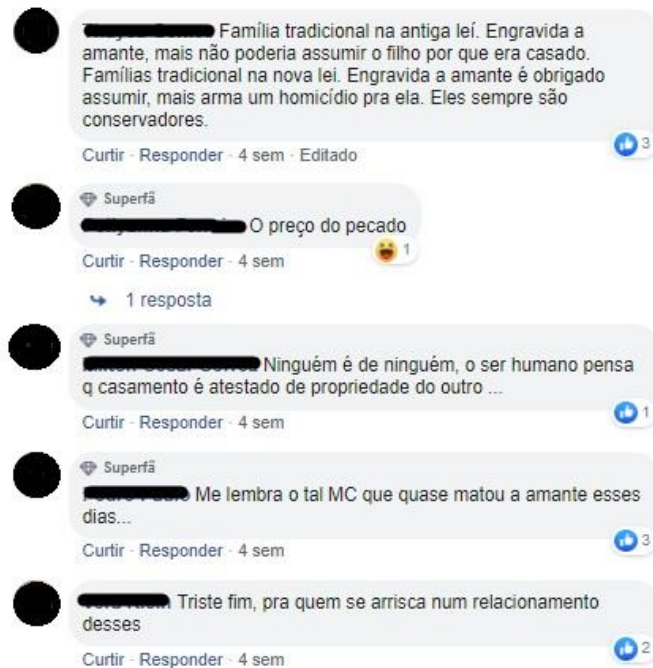 Família tradicional na antiga leí. Engravida a
amante, mais não poderia assumir o filho por que era casado.
Famílias tradicional na nova lei. Engravida a amante é obrigado
assumir, mais arma um homicídio pra ela. Eles sempre são
conservadores.
3
Curtir · Responder · 4 sem · Editado
Superfã
O preço do pecado
1
Curtir · Responder · 4 sem
1 resposta
Superfã
Ninguém é de ninguém, o ser humano pensa
q casamento é atestado de propriedade do outro ...
1
Curtir · Responder · 4 sem
Superfã
Me lembra o tal MC que quase matou a amante esses
dias...
3
Curtir · Responder · 4 sem
Triste fim, pra quem se arrisca num relacionamento
desses
2
Curtir · Responder · 4 sem